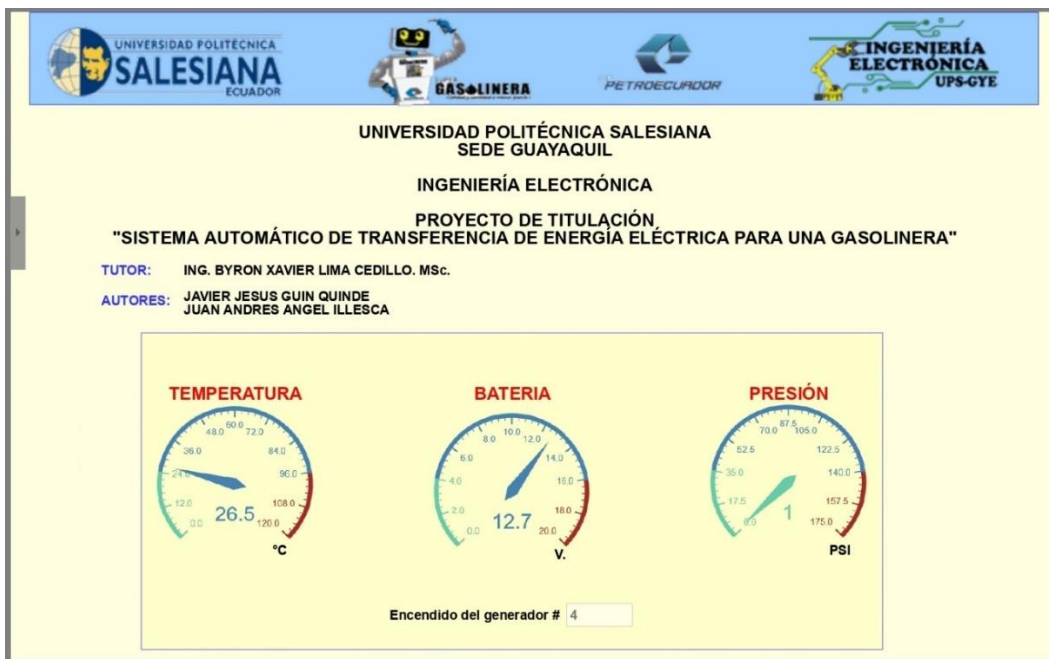 UNIVERSIDAD POLITÉCNICA
SALESIANA
ECUADOR
GASOLINERA
PETROECUADOR
INGENIERÍA
ELECTRÓNICA
UPS-GYE
UNIVERSIDAD POLITÉCNICA SALESIANA
SEDE GUAYAQUIL
INGENIERÍA ELECTRÓNICA
PROYECTO DE TITULACIÓN
"SISTEMA AUTOMÁTICO DE TRANSFERENCIA DE ENERGÍA ELÉCTRICA PARA UNA GASOLINERA"
TUTOR: ING. BYRON XAVIER LIMA CEDILLO. MSc.
AUTORES: JAVIER JESUS GUIN QUINDE
JUAN ANDRES ANGEL ILLESCA
TEMPERATURA
0.0 12.0 24.0 36.0 48.0 60.0 72.0 84.0 96.0 108.0 120.0
26.5
°C
BATERIA
0.0 2.0 4.0 6.0 8.0 10.0 12.0 14.0 16.0 18.0 20.0
12.7
V.
PRESIÓN
0.0 17.5 35.0 52.5 70.0 87.5 105.0 122.5 140.0 157.5 175.0
1
PSI
Encendido del generador # 4